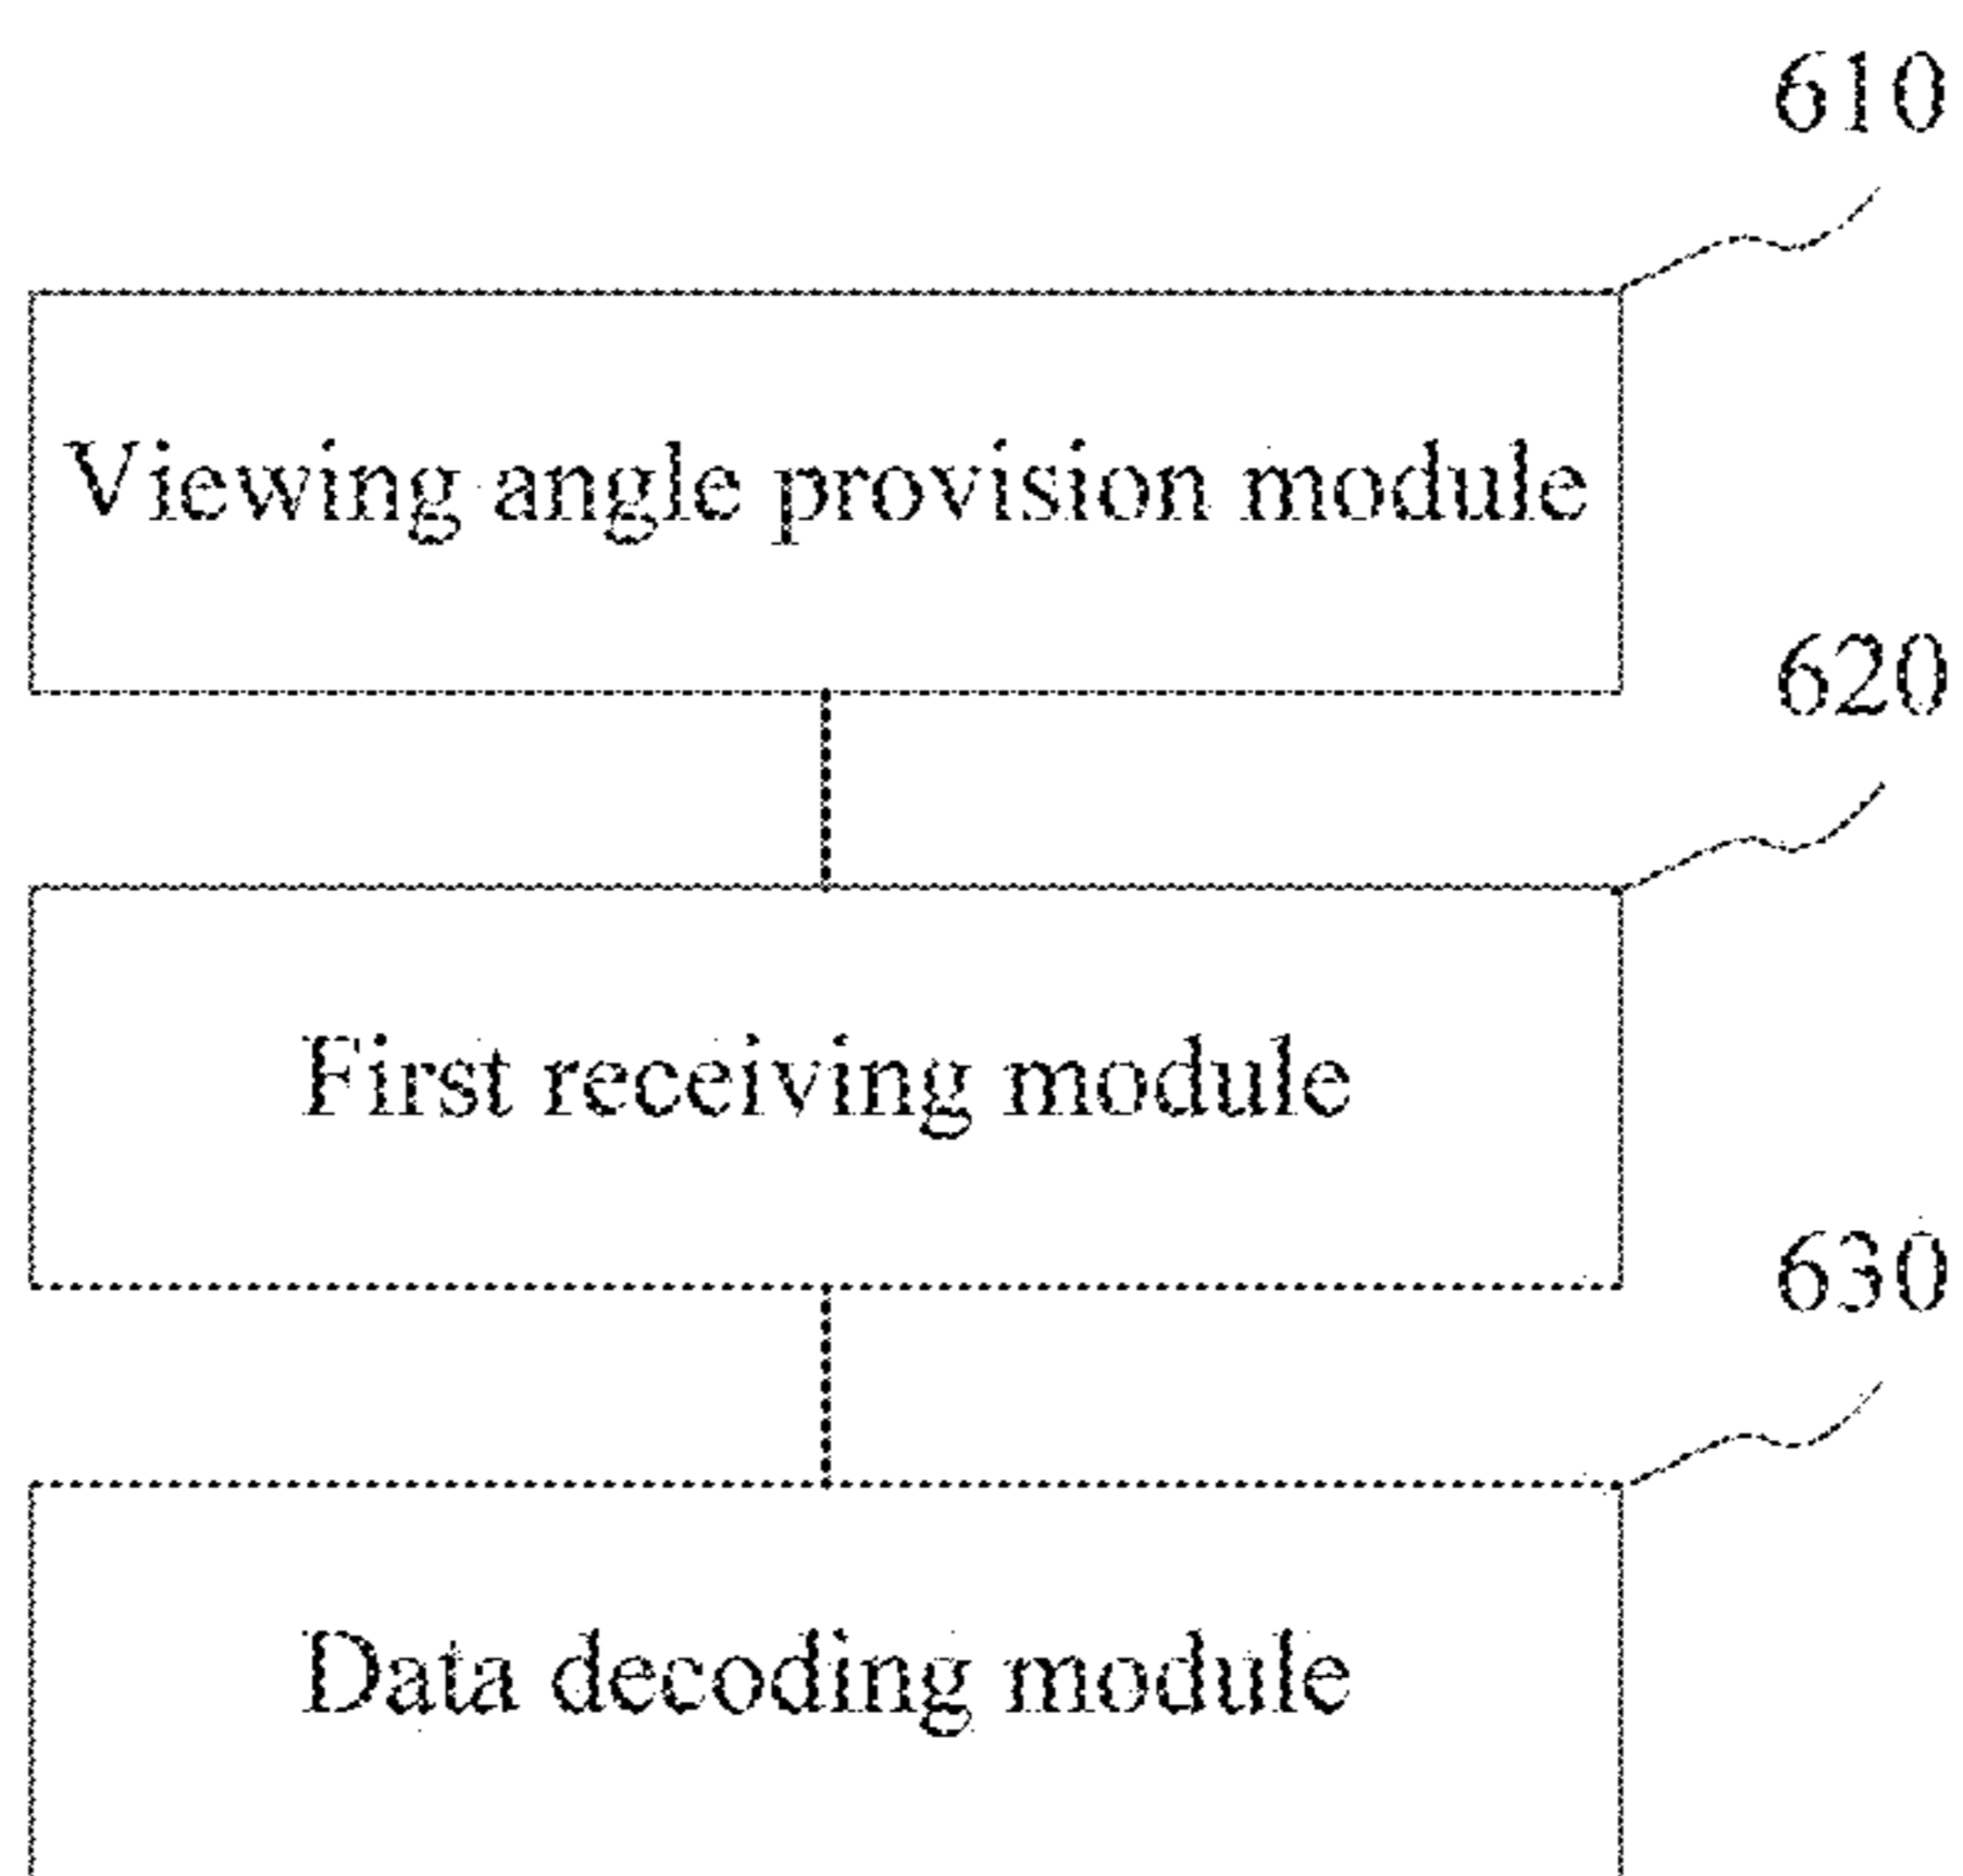 610
Viewing angle provision module
620
First receiving module
630
Data decoding module